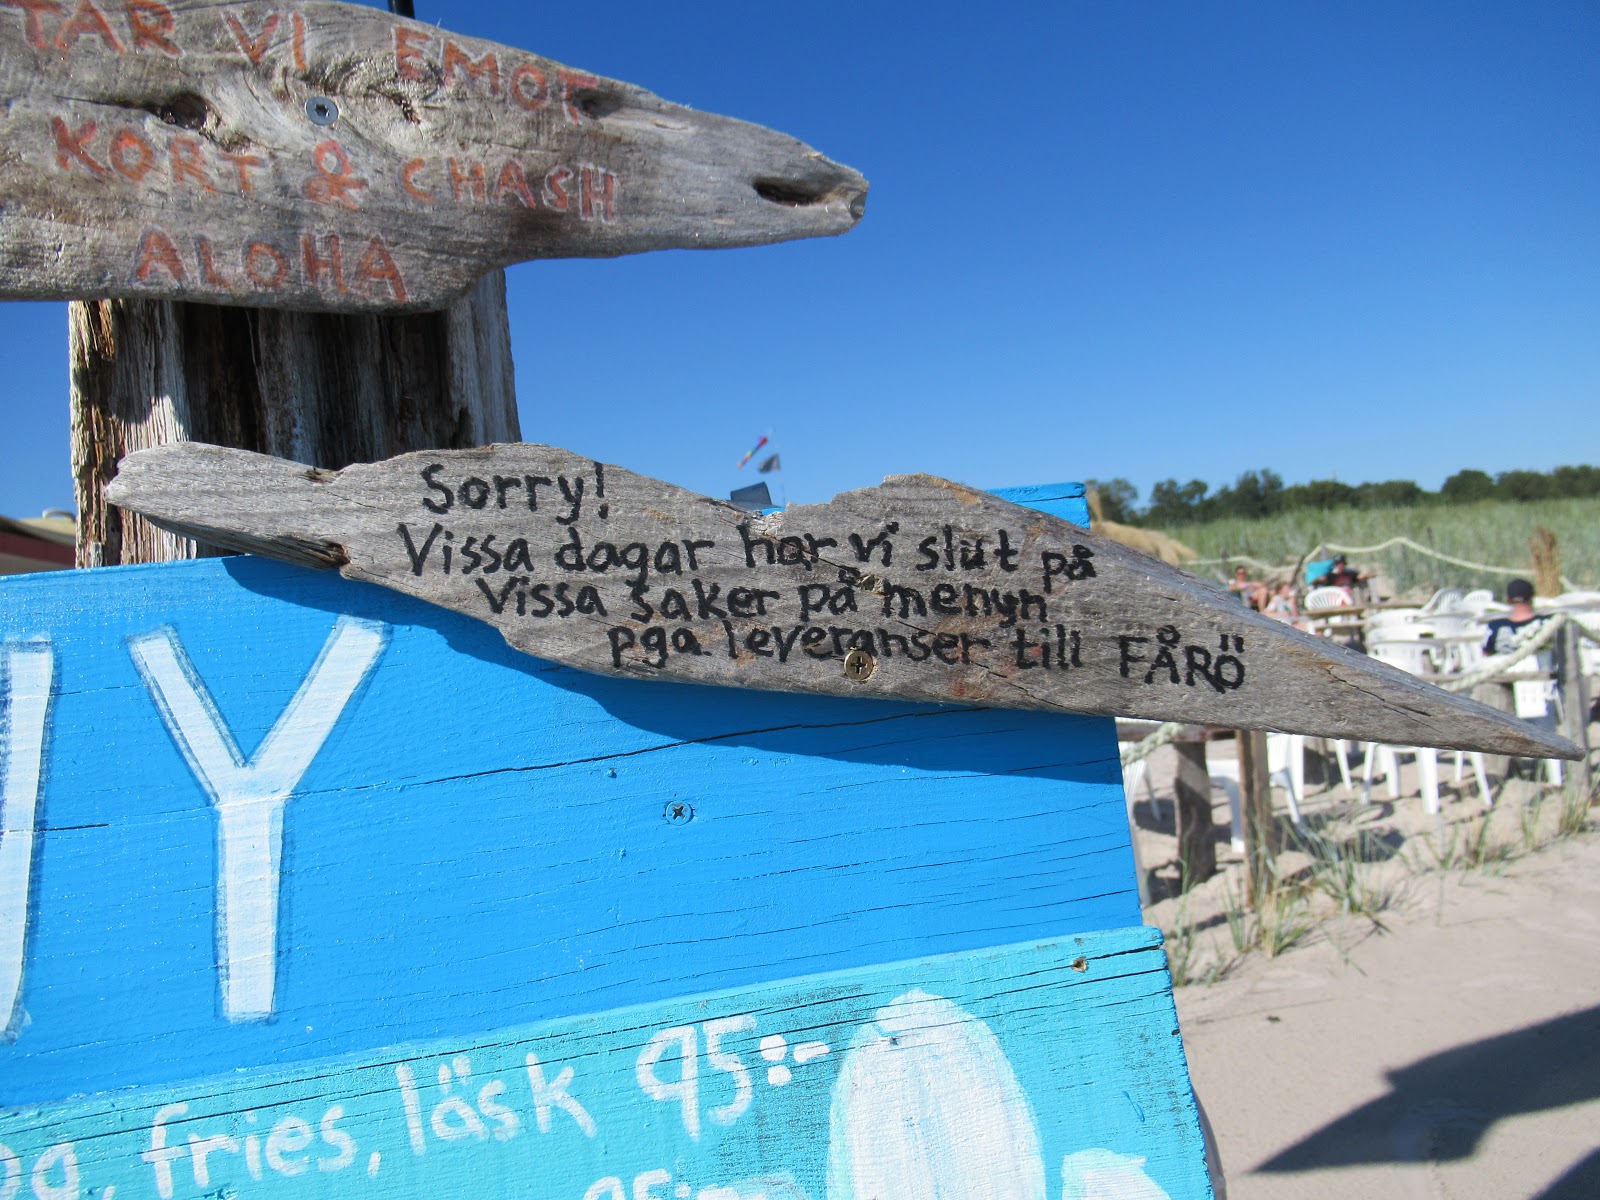 TAR VI EMOT
KORT & CHASH
ALOHA
Sorry!
Vissa dagar har vi slut på
Vissa saker på menyn
pga. leveranser till FÅRÖ
Y
fries, läsk 95:-